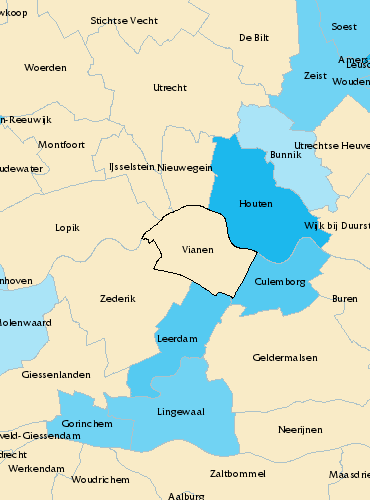 wkoop
Stichtse Vecht
Soest
De Bilt
Woerden
Amers
Leusd
Zeist
Wouden
Utrecht
n-Reeuwijk
Montfoort
Utrechtse Heuve
Bunnik
udewater
IJsselstein
Nieuwegein
Houten
Lopik
Wijk bij Duurst
Vianen
nhoven
Culemborg
Zederik
Buren
Molenwaard
Leerdam
Geldermalsen
Giessenlanden
Lingewaal
Gorinchem
Neerijnen
veld-Giessendam
drecht
Werkendam
Zaltbommel
Maasdrie
Woudrichem
Aalburg